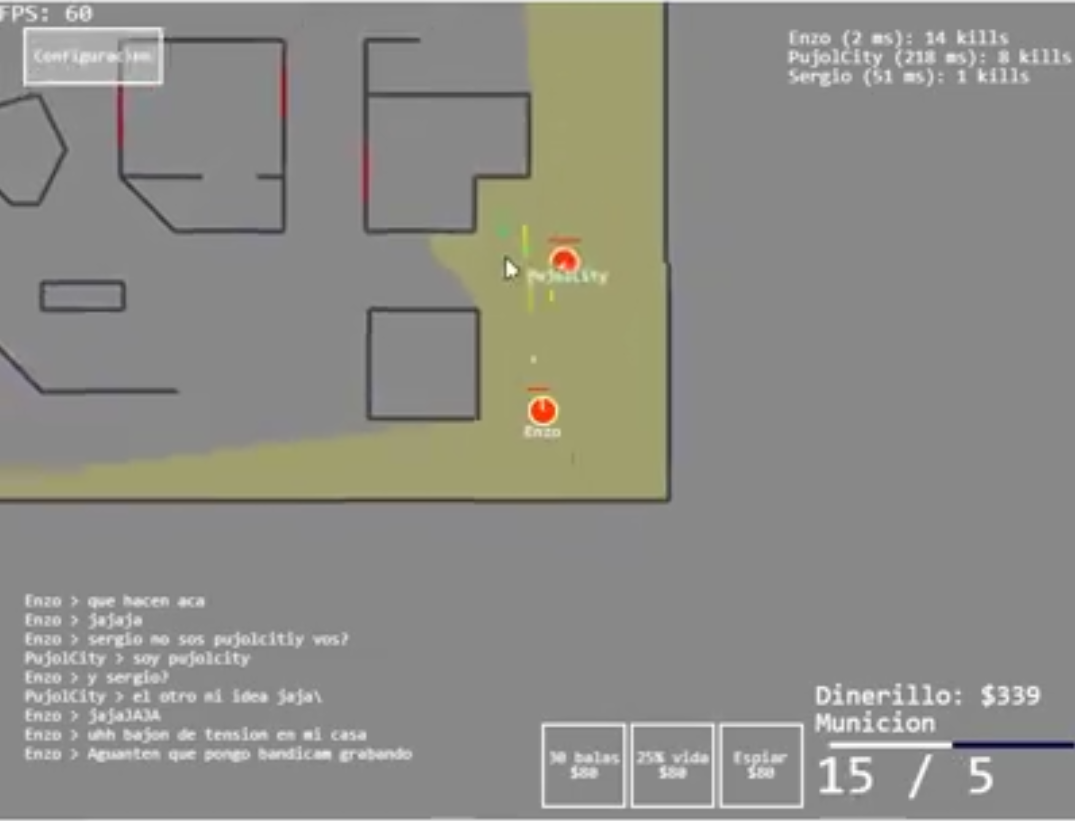 FPS: 60
Configuracion
Enzo (2 ms): 14 kills
PujolCity (218 ms): 8 kills
Sergio (51 ms): 1 kills
PujolCity
Enzo
Enzo > que hacen aca
Enzo > jajaja
Enzo > sergio no sos pujolcitiy vos?
PujolCity > soy pujolcity
Enzo > y sergio?
PujolCity > el otro ni idea jaja\
Enzo > jajaJAJA
Enzo > uhh bajon de tension en mi casa
Enzo > Aguanten que pongo bandicam grabando
Dinerillo: $339
Municion
30 balas
$80
25% vida
$80
Espiar
$80
15 / 5